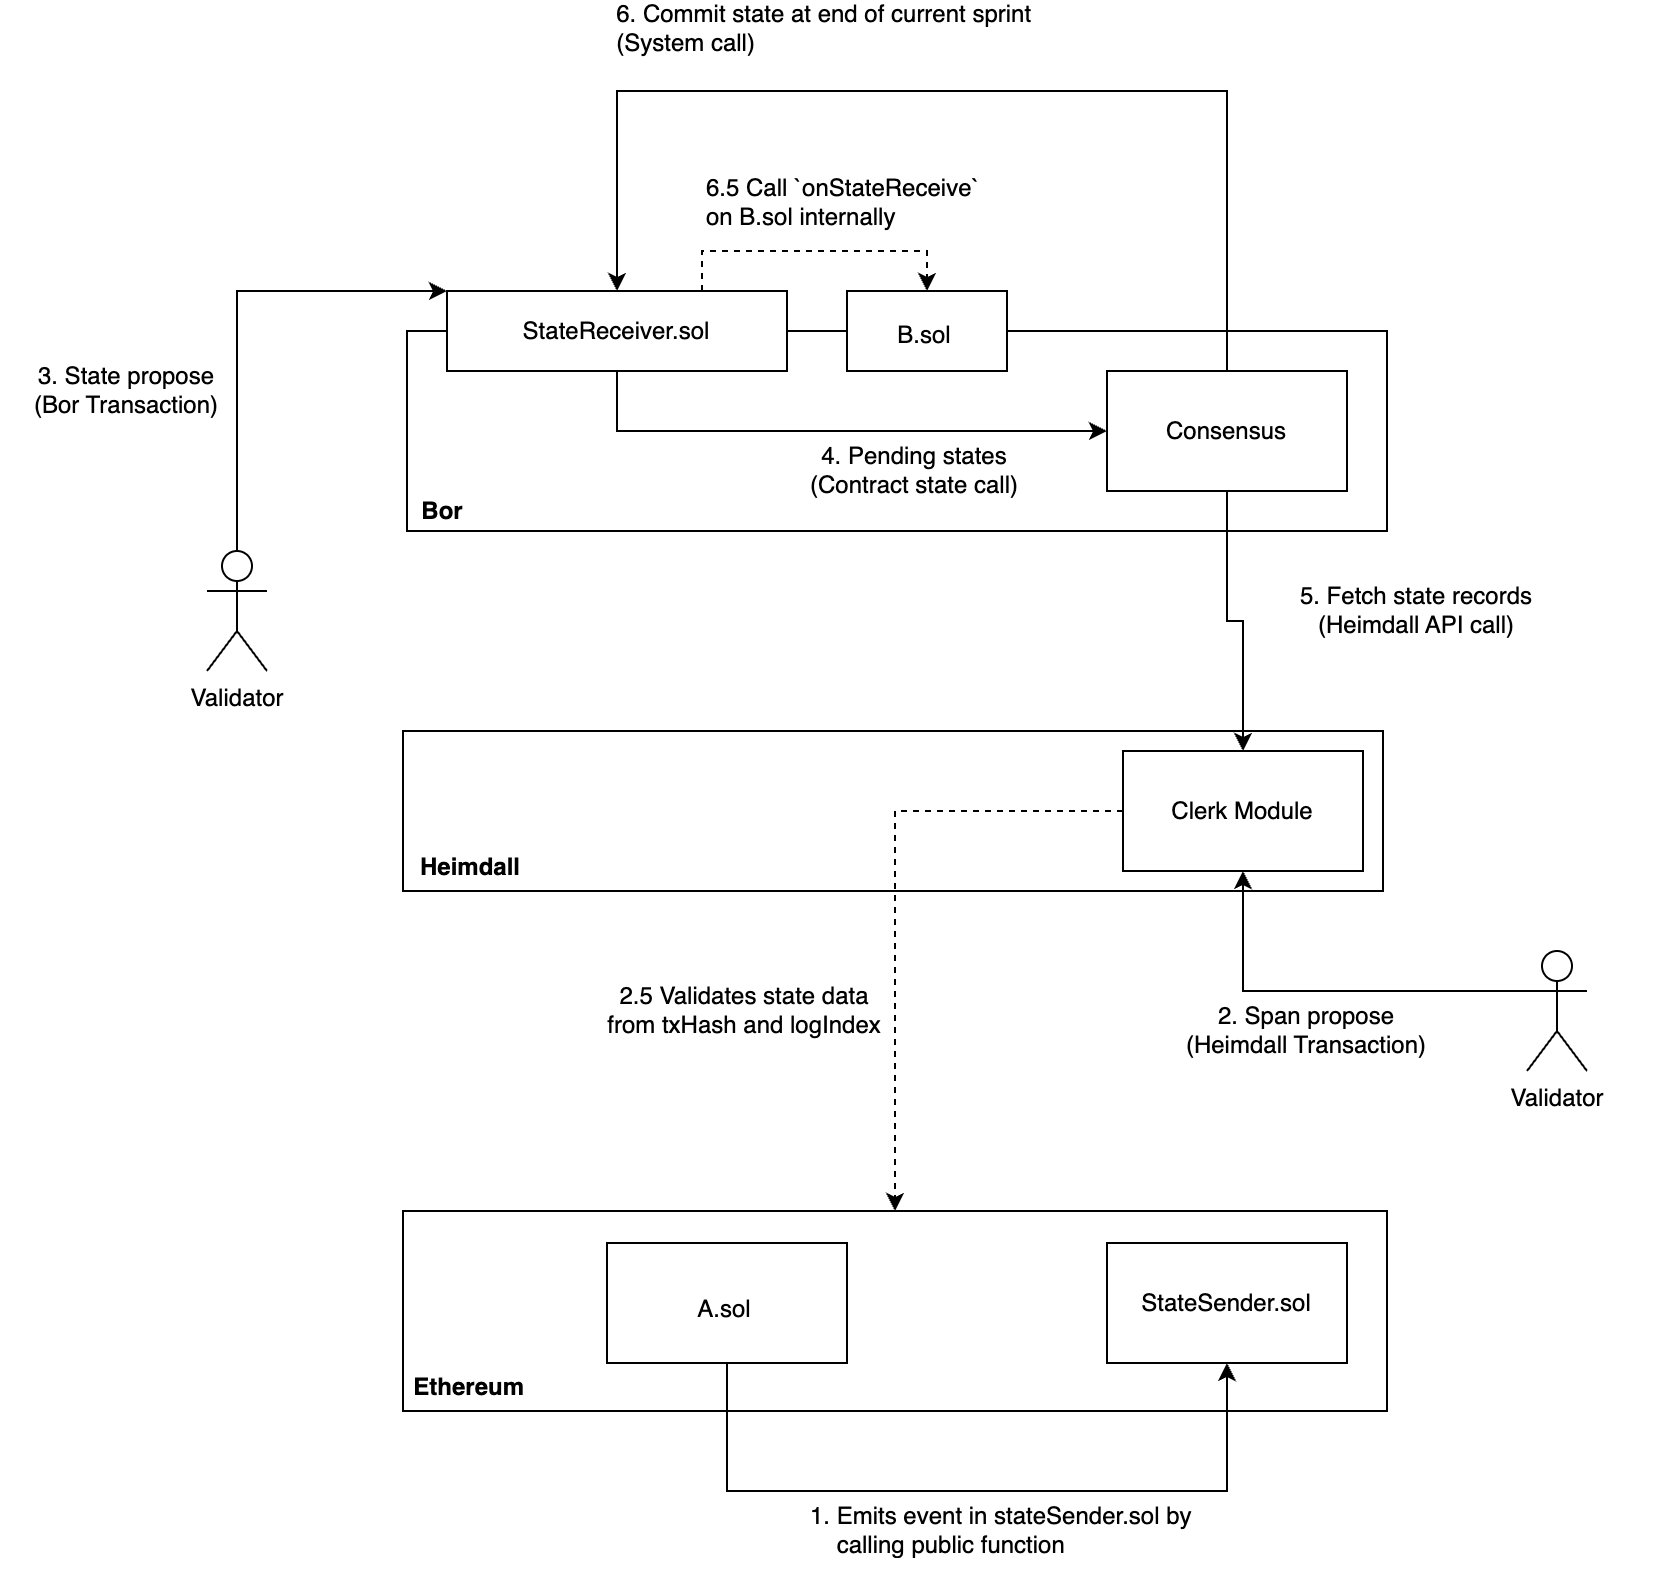 6. Commit state at end of current sprint
(System call)
6.5 Call `onStateReceive`
on B.sol internally
StateReceiver.sol
B.sol
3. State propose
(Bor Transaction)
Consensus
4. Pending states
(Contract state call)
Bor
5. Fetch state records
(Heimdall API call)
Validator
Clerk Module
Heimdall
2.5 Validates state data
from txHash and logIndex
2. Span propose
(Heimdall Transaction)
Validator
A.sol
StateSender.sol
Ethereum
1. Emits event in stateSender.sol by
calling public function